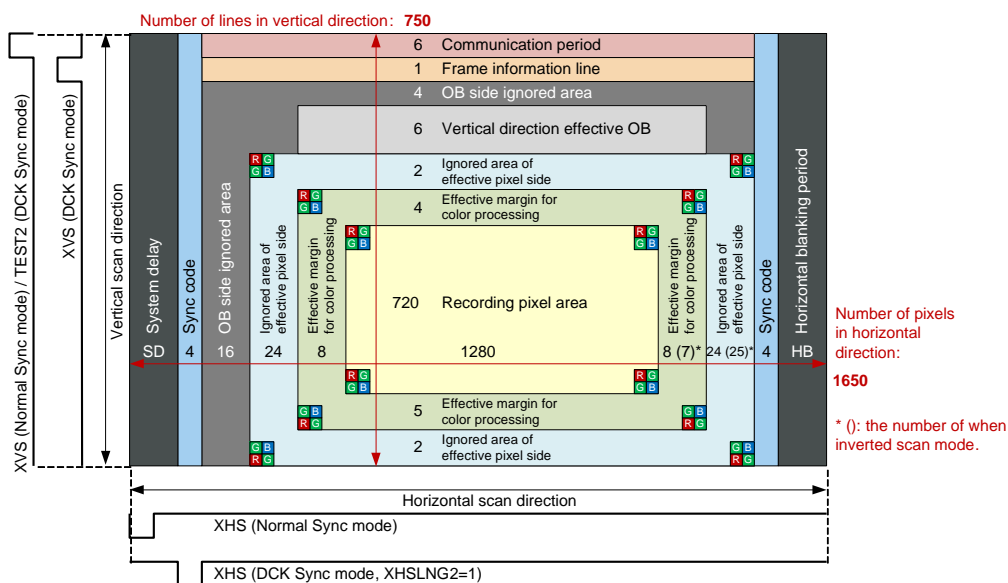 Number of lines in vertical direction: 750
6 Communication period
1 Frame information line
4 OB side ignored area
6 Vertical direction effective OB
R G
G B
R G
G B
2 Ignored area of
effective pixel side
R G
G B
R G
G B
4 Effective margin for
color processing
R G
G B
R G
G B
XVS (Normal Sync mode) / TEST2 (DCK Sync mode)
XVS (DCK Sync mode)
Vertical scan direction
System delay
SD
Sync code
4
OB side ignored area
16
Ignored area of
effective pixel side
24
Effective margin
for color processing
8
720 Recording pixel area
1280
Effective margin
for color processing
8 (7)*
Ignored area of
effective pixel side
24 (25)*
Sync code
4
Horizontal blanking period
HB
Number of pixels
in horizontal
direction:
1650
* (): the number of when
inverted scan mode.
R G
G B
R G
G B
5 Effective margin for
color processing
G B
R G
G B
R G
2 Ignored area of
effective pixel side
G B
R G
G B
R G
Horizontal scan direction
XHS (Normal Sync mode)
XHS (DCK Sync mode, XHSLNG2=1)